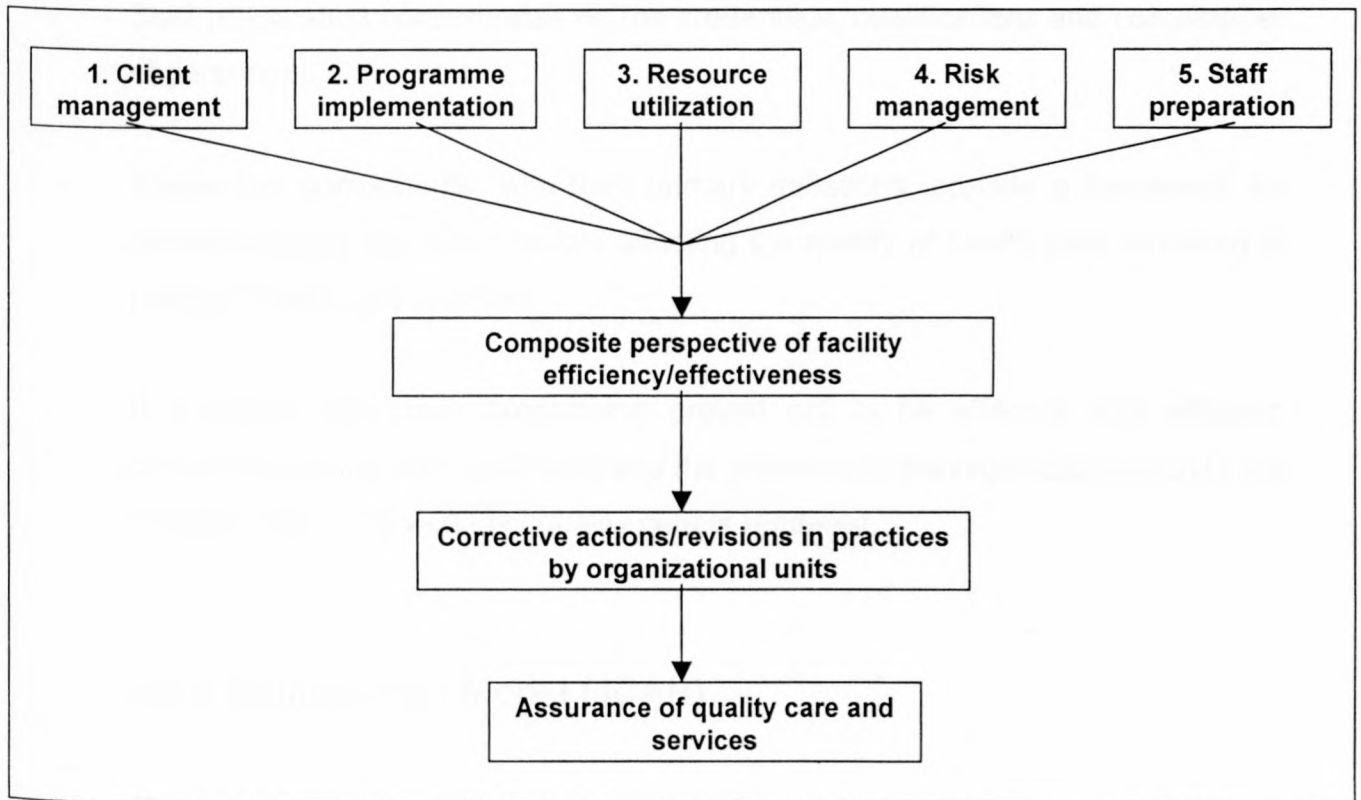 1. Client
management
2. Programme
implementation
3. Resource
utilization
4. Risk
management
5. Staff
preparation
Composite perspective of facility
efficiency/effectiveness
Corrective actions/revisions in practices
by organizational units
Assurance of quality care and
services